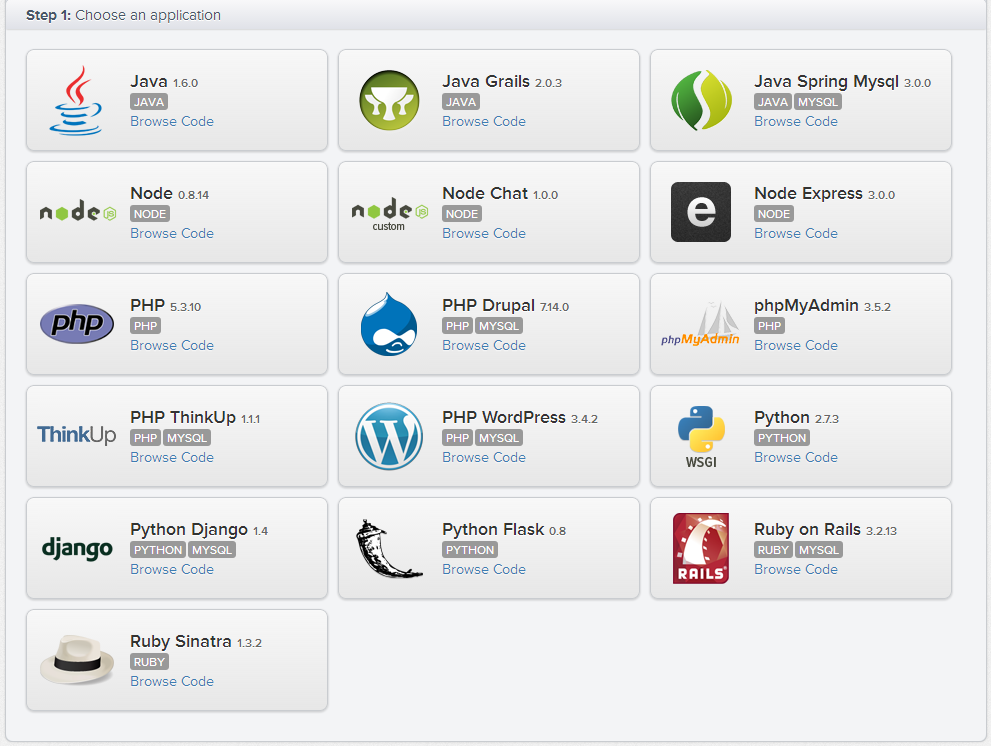 Step 1: Choose an application
Java 1.6.0
JAVA
Browse Code
Java Grails 2.0.3
JAVA
Browse Code
Java Spring Mysql 3.0.0
JAVA MYSQL
Browse Code
node JS
Node 0.8.14
NODE
Browse Code
node JS
custom
Node Chat 1.0.0
NODE
Browse Code
e
Node Express 3.0.0
NODE
Browse Code
php
PHP 5.3.10
PHP
Browse Code
PHP Drupal 7.14.0
PHP MYSQL
Browse Code
phpMyAdmin
phpMyAdmin 3.5.2
PHP
Browse Code
ThinkUp
PHP ThinkUp 1.1.1
PHP MYSQL
Browse Code
W
PHP WordPress 3.4.2
PHP MYSQL
Browse Code
WSGI
Python 2.7.3
PYTHON
Browse Code
django
Python Django 1.4
PYTHON MYSQL
Browse Code
Python Flask 0.8
PYTHON
Browse Code
RAILS
Ruby on Rails 3.2.13
RUBY MYSQL
Browse Code
Ruby Sinatra 1.3.2
RUBY
Browse Code